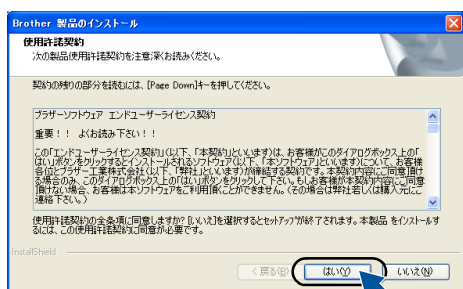 Brother 製品のインストール
使用許諾契約
次の製品使用許諾契約を注意深くお読みください。
契約の残りの部分を読むには、[Page Down]キーを押してください。
ブラザーソフトウェア エンドユーザーライセンス契約
重要！！ よくお読み下さい！！
この「エンドユーザーライセンス契約」(以下、「本契約」といいます)は、お客様がこのダイアログボックス上の「
はい」ボタンをクリックするとインストールされるソフトウェア(以下、「本ソフトウェア」といいます)について、お客様
各位とブラザー工業株式会社(以下、「弊社」といいます)が締結する契約です。本契約内容にご同意頂け
る場合のみ、このダイアログボックス上の「はい」ボタンをクリックして下さい。もしお客様が本契約内容にご同意
頂けない場合、お客様は本ソフトウェアをご利用頂くことができません。(その場合は弊社若しくは購入元にご
連絡下さい。)
使用許諾契約の全条項に同意しますか? [いいえ]を選択するとセットアップが終了されます。本製品 をインストールす
るには、この使用許諾契約に同意が必要です。
InstallShield
< 戻る(B)
はい(Y)
いいえ(N)